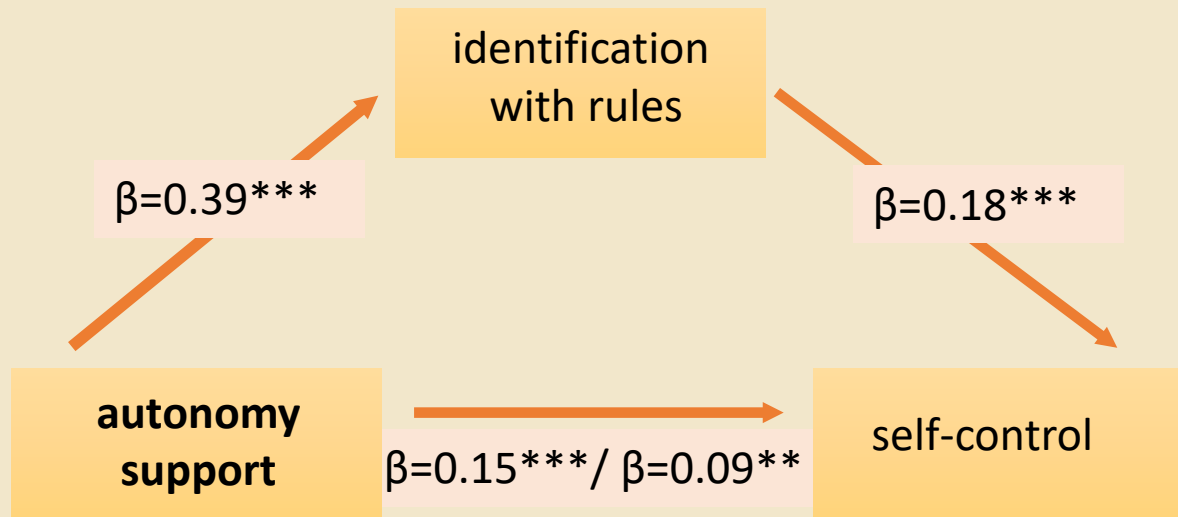 identification
with rules
β=0.39***
β=0.18***
autonomy
support
β=0.15***/ β=0.09**
self-control